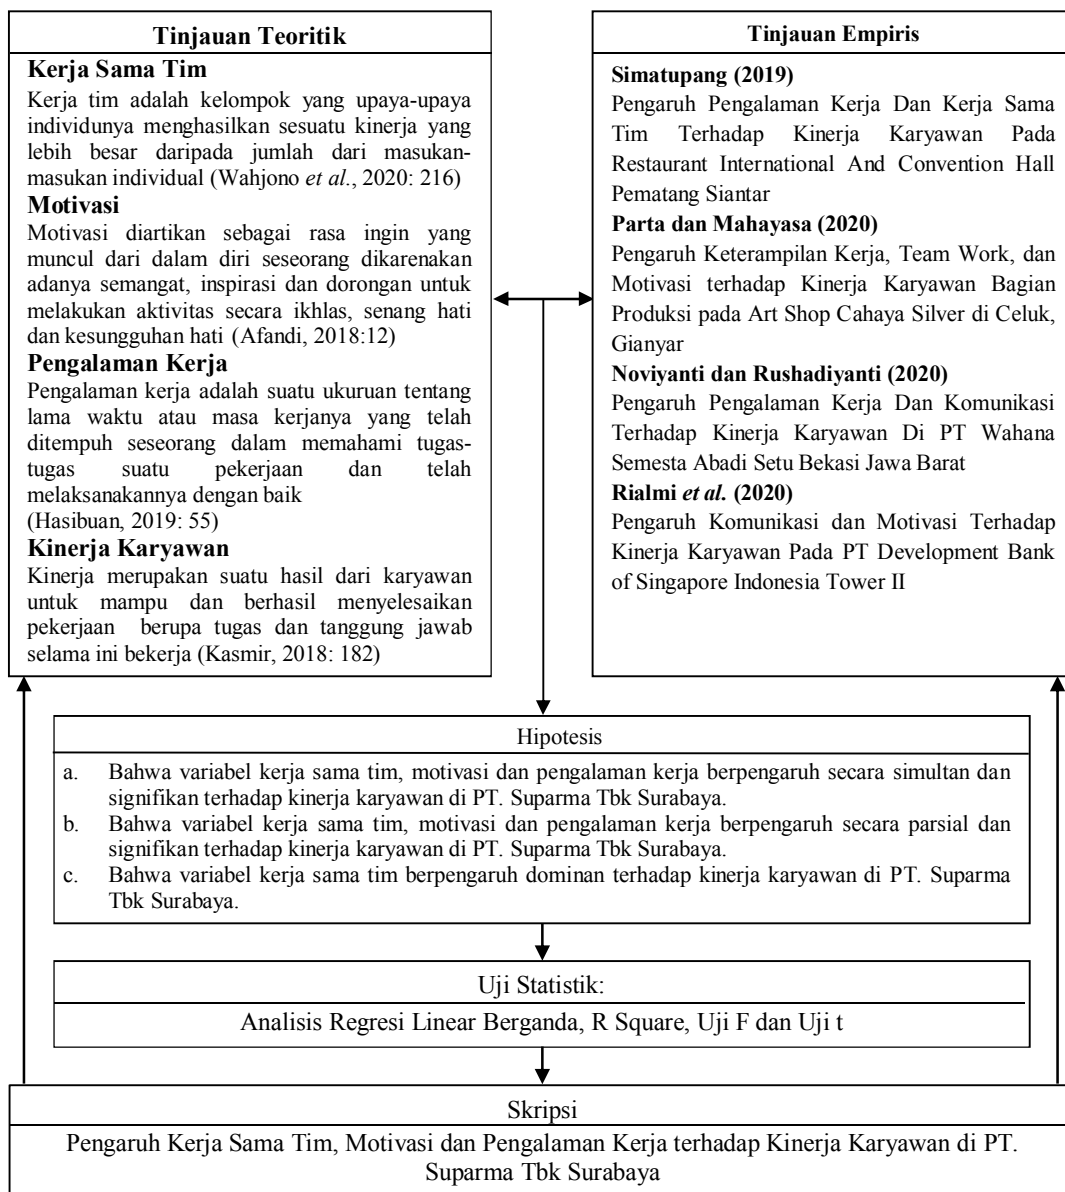 Tinjauan Teoritik
Kerja Sama Tim
Kerja tim adalah kelompok yang upaya-upaya
individunya menghasilkan sesuatu kinerja yang
lebih besar daripada jumlah dari masukan-
masukan individual (Wahjono et al., 2020: 216)
Motivasi
Motivasi diartikan sebagai rasa ingin yang
muncul dari dalam diri seseorang dikarenakan
adanya semangat, inspirasi dan dorongan untuk
melakukan aktivitas secara ikhlas, senang hati
dan kesungguhan hati (Afandi, 2018:12)
Pengalaman Kerja
Pengalaman kerja adalah suatu ukuruan tentang
lama waktu atau masa kerjanya yang telah
ditempuh seseorang dalam memahami tugas-
tugas suatu pekerjaan dan telah
melaksanakannya dengan baik
(Hasibuan, 2019: 55)
Kinerja Karyawan
Kinerja merupakan suatu hasil dari karyawan
untuk mampu dan berhasil menyelesaikan
pekerjaan berupa tugas dan tanggung jawab
selama ini bekerja (Kasmir, 2018: 182)
Tinjauan Empiris
Simatupang (2019)
Pengaruh Pengalaman Kerja Dan Kerja Sama
Tim Terhadap Kinerja Karyawan Pada
Restaurant International And Convention Hall
Pematang Siantar
Parta dan Mahayasa (2020)
Pengaruh Keterampilan Kerja, Team Work, dan
Motivasi terhadap Kinerja Karyawan Bagian
Produksi pada Art Shop Cahaya Silver di Celuk,
Gianyar
Noviyanti dan Rushadiyanti (2020)
Pengaruh Pengalaman Kerja Dan Komunikasi
Terhadap Kinerja Karyawan Di PT Wahana
Semesta Abadi Setu Bekasi Jawa Barat
Rialmi et al. (2020)
Pengaruh Komunikasi dan Motivasi Terhadap
Kinerja Karyawan Pada PT Development Bank
of Singapore Indonesia Tower II
Hipotesis
a. Bahwa variabel kerja sama tim, motivasi dan pengalaman kerja berpengaruh secara simultan dan
signifikan terhadap kinerja karyawan di PT. Suparma Tbk Surabaya.
b. Bahwa variabel kerja sama tim, motivasi dan pengalaman kerja berpengaruh secara parsial dan
signifikan terhadap kinerja karyawan di PT. Suparma Tbk Surabaya.
c. Bahwa variabel kerja sama tim berpengaruh dominan terhadap kinerja karyawan di PT. Suparma
Tbk Surabaya.
Uji Statistik:
Analisis Regresi Linear Berganda, R Square, Uji F dan Uji t
Skripsi
Pengaruh Kerja Sama Tim, Motivasi dan Pengalaman Kerja terhadap Kinerja Karyawan di PT.
Suparma Tbk Surabaya